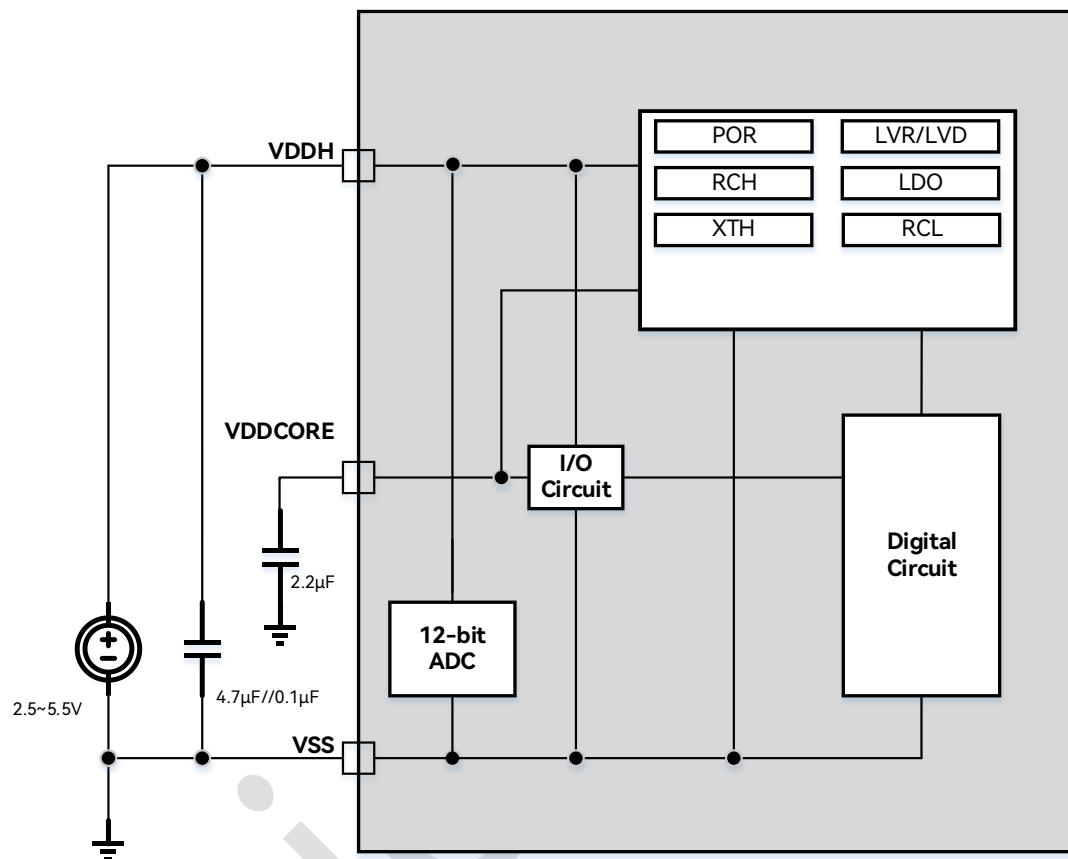 POR
LVR/LVD
VDDH
RCH
LDO
XTH
RCL
VDDCORE
I/O
Circuit
Digital
Circuit
2.2µF
12-bit
ADC
4.7µF//0.1µF
2.5~5.5V
VSS